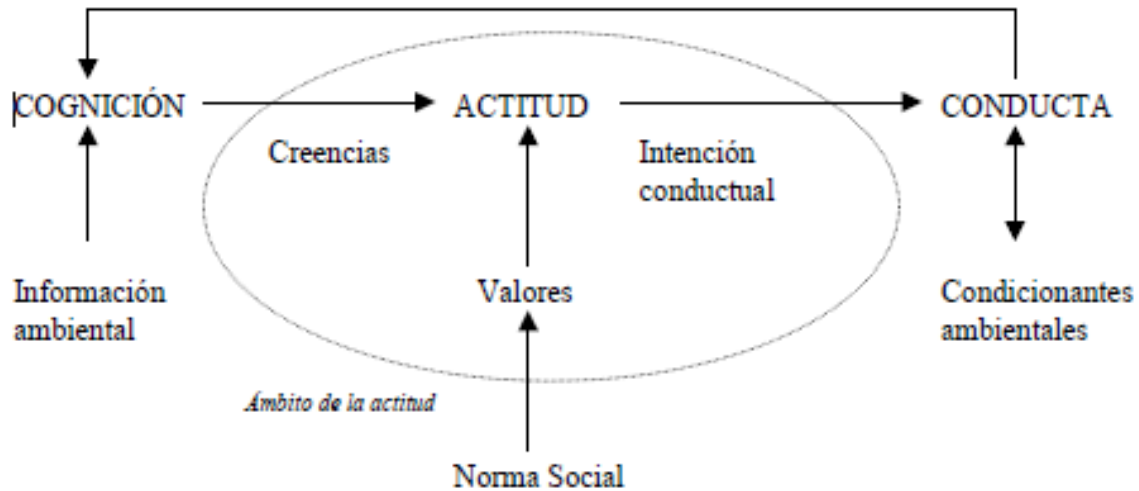 COGNICIÓN
ACTITUD
CONDUCTA
Creencias
Intención
conductual
Información
ambiental
Valores
Condicionantes
ambientales
Ámbito de la actitud
Norma Social